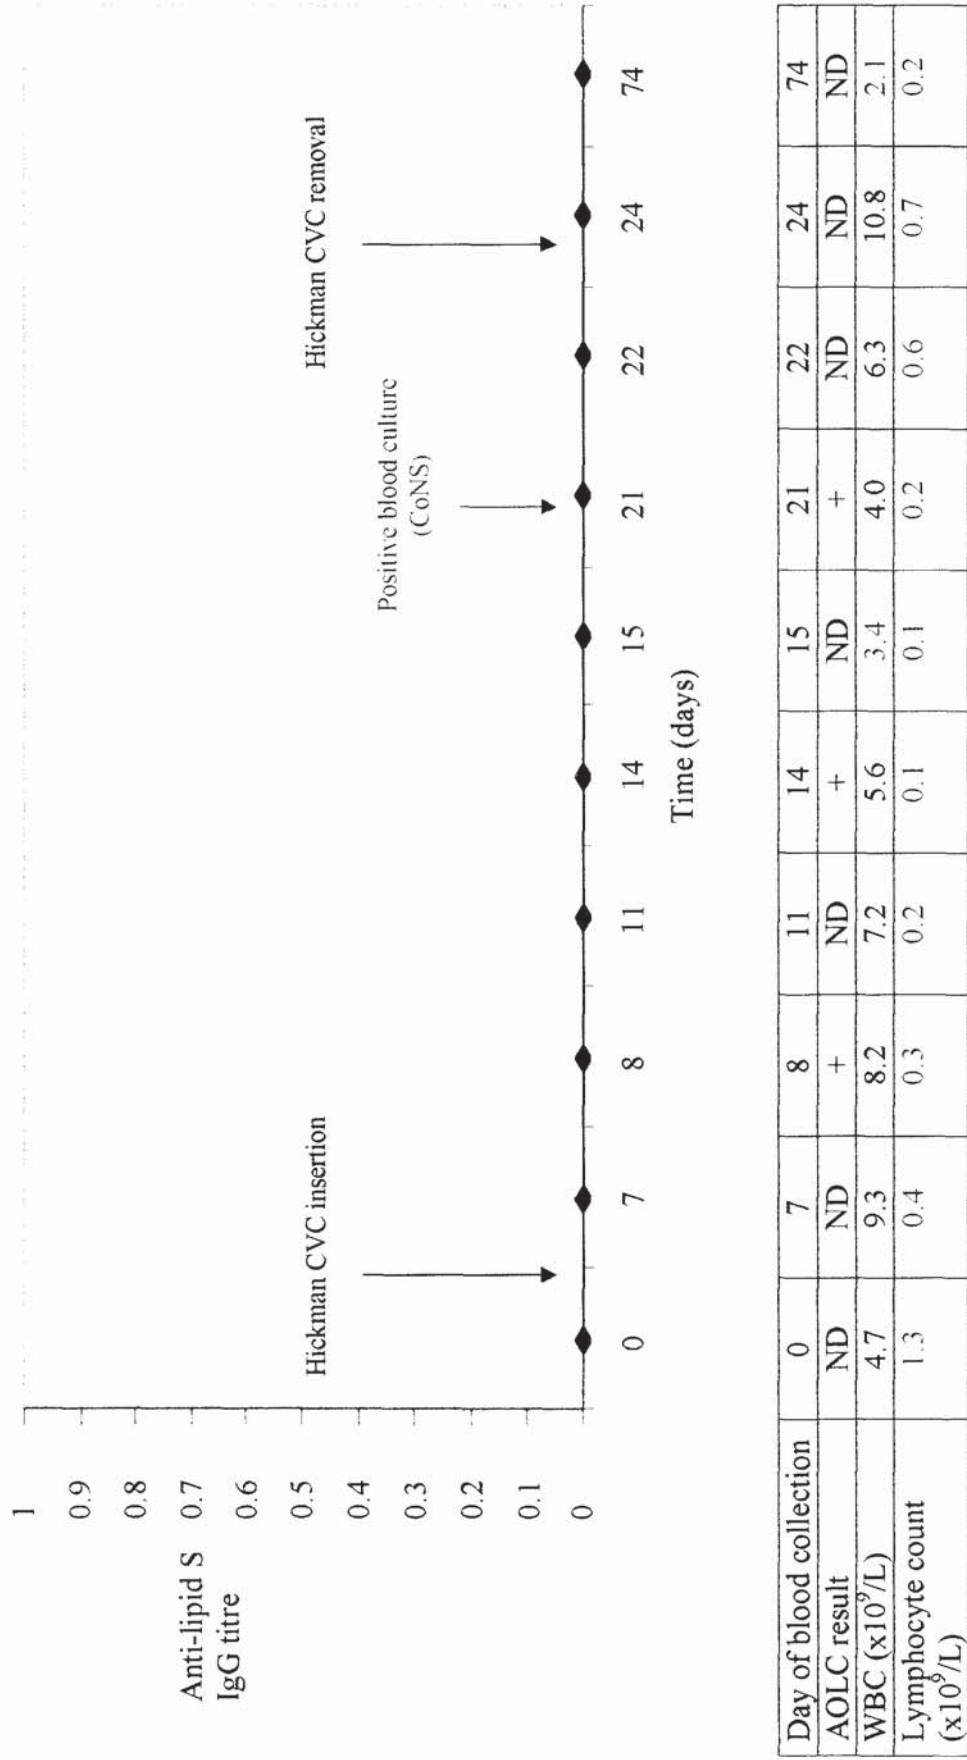 1
0.9
0.8
0.7
0.6
0.5
0.4
0.3
0.2
0.1
0
Anti-lipid S
IgG titre
Hickman CVC insertion
Positive blood culture
(CoNS)
Hickman CVC removal
0 7 8 11 14 15 21 22 24 74
Time (days)
Day of blood collection 0 7 8 11 14 15 21 22 24 74
AOLC result ND ND + ND + ND + ND ND ND
WBC (x10⁹/L) 4.7 9.3 8.2 7.2 5.6 3.4 4.0 6.3 10.8 2.1
Lymphocyte count 1.3 0.4 0.3 0.2 0.1 0.1 0.2 0.6 0.7 0.2
(x10⁹/L)